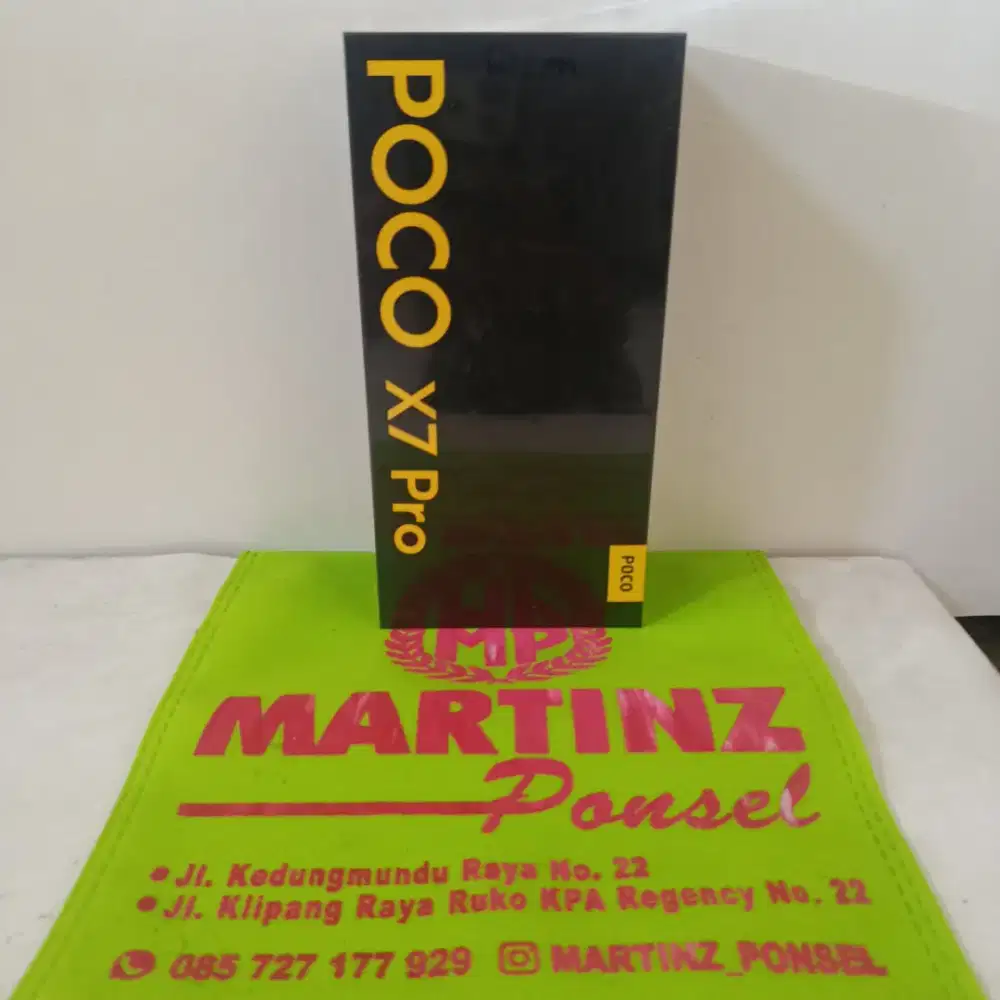 POCO X7 Pro
POCO
MP
MARTINZ
Ponsel
• Jl. Kedungmundu Raya No. 22
• Jl. Klipang Raya Ruko KPA Regency No. 22
085 727 177 929 MARTINZ_PONSEL